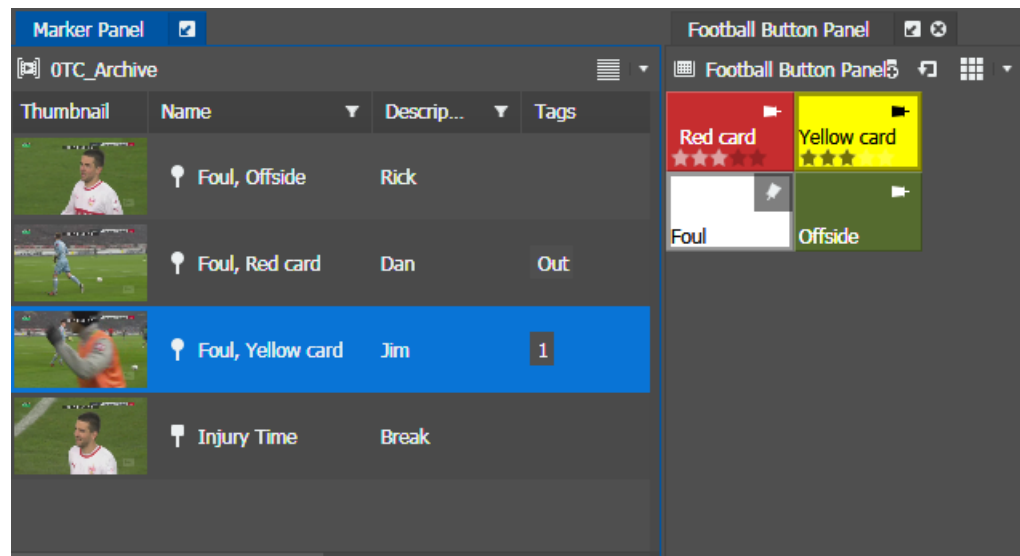 Marker Panel
0TC_Archive
Thumbnail Name Descrip... Tags
Foul, Offside Rick
Foul, Red card Dan Out
Foul, Yellow card Jim 1
Injury Time Break
Football Button Panel
Football Button Panel
Red card Yellow card
Foul Offside